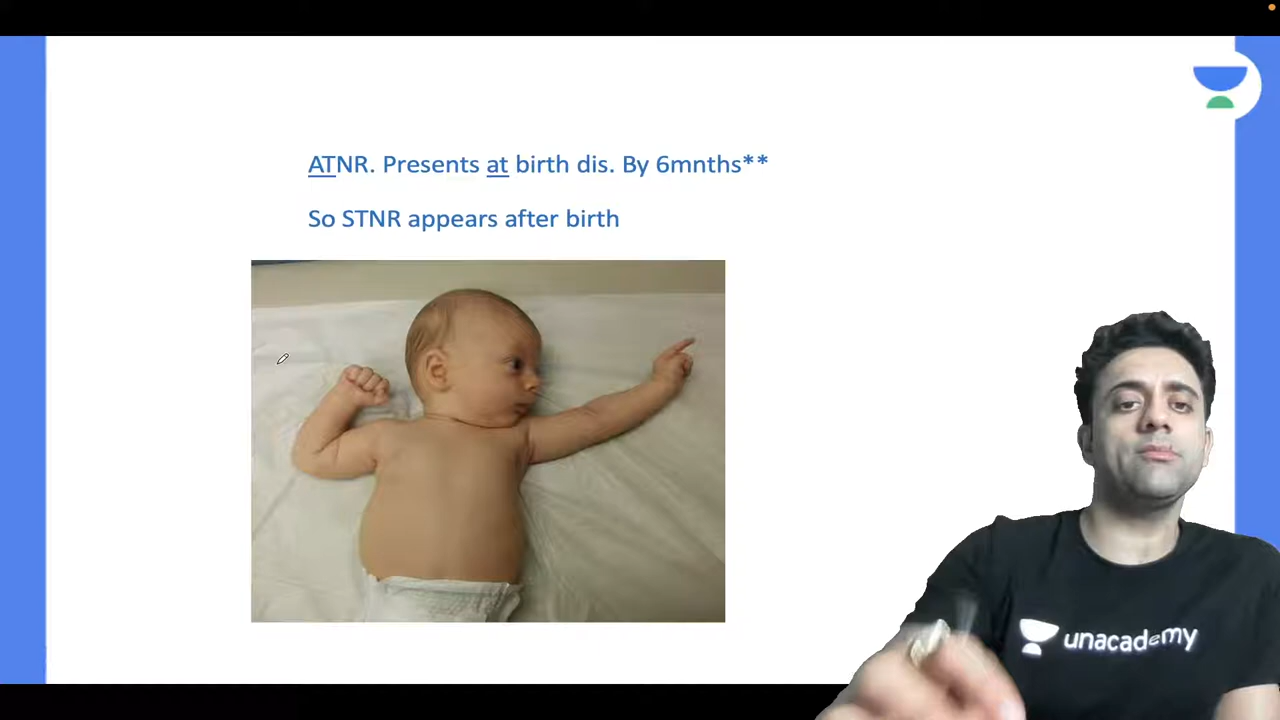 ATNR. Presents at birth dis. By 6mnths**
So STNR appears after birth
unacademy